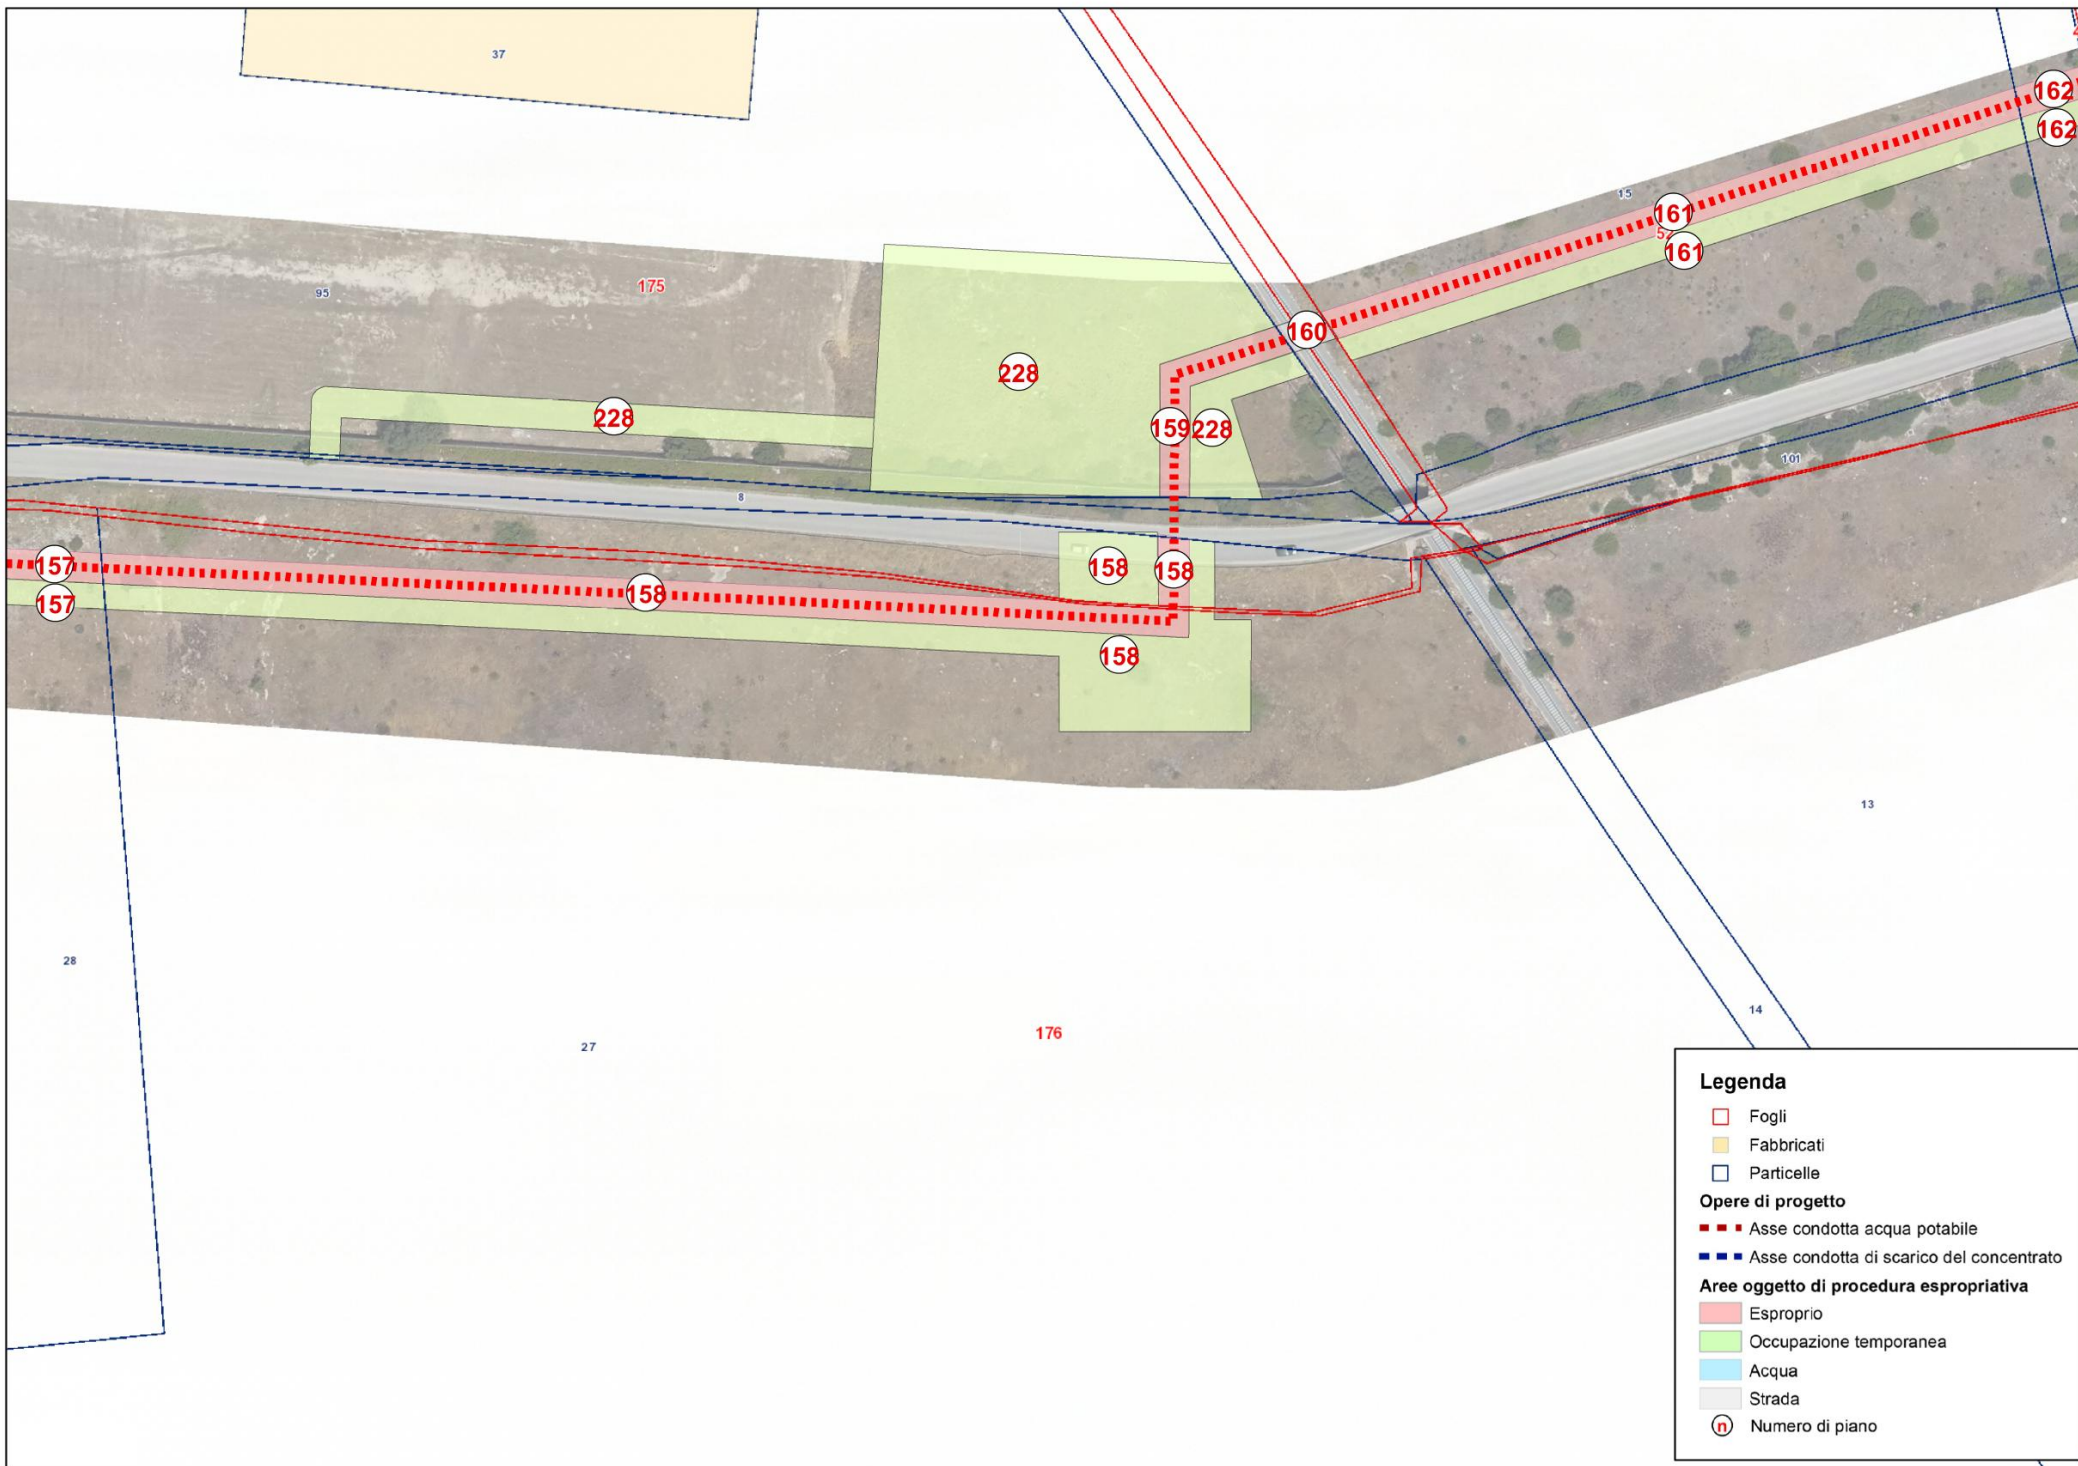 37
162
162
15
161
52
161
175
95
160
228
159
228
228
101
8
157
158
158
157
158
158
13
28
14
27
176
Legenda
Fogli
Fabbricati
Particelle
Opere di progetto
Asse condotta acqua potabile
Asse condotta di scarico del concentrato
Aree oggetto di procedura espropriativa
Esproprio
Occupazione temporanea
Acqua
Strada
n Numero di piano